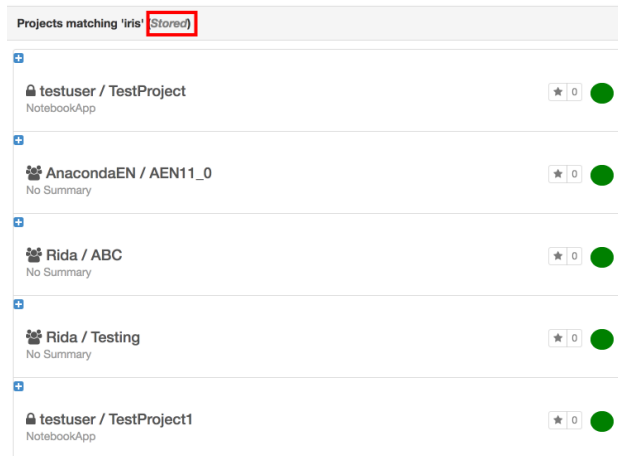 Projects matching 'iris' (Stored)
testuser / TestProject
NotebookApp
0
AnacondaEN / AEN11_0
No Summary
0
Rida / ABC
No Summary
0
Rida / Testing
No Summary
0
testuser / TestProject1
NotebookApp
0